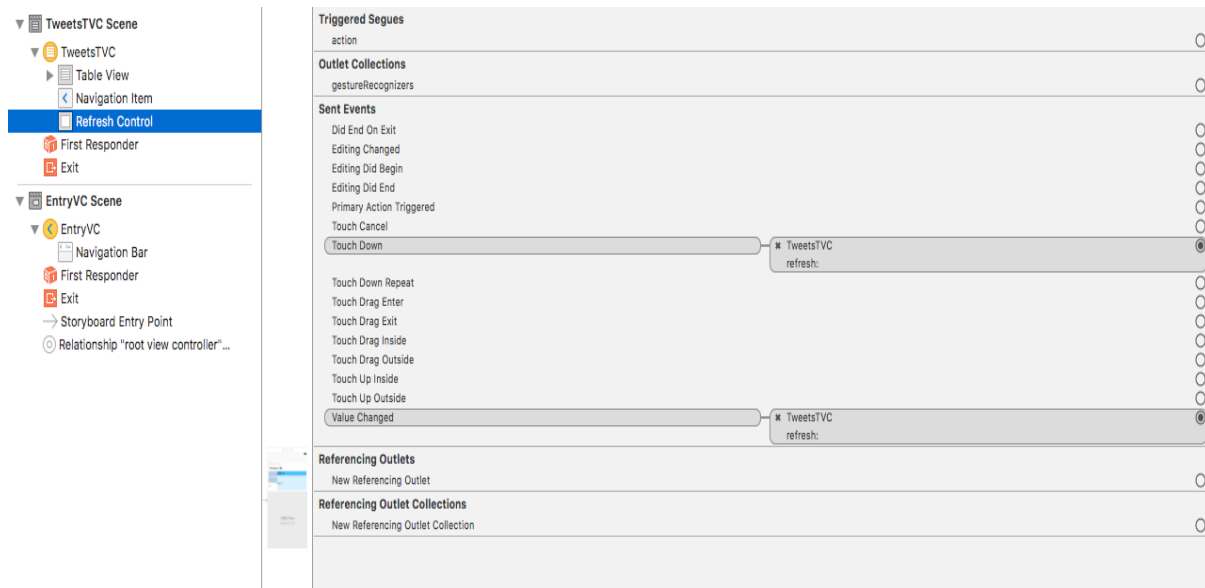 TweetsTVC Scene
TweetsTVC
Table View
Navigation Item
Refresh Control
First Responder
Exit
EntryVC Scene
EntryVC
Navigation Bar
First Responder
Exit
Storyboard Entry Point
Relationship "root view controller"...
Triggered Segues
action
Outlet Collections
gestureRecognizers
Sent Events
Did End On Exit
Editing Changed
Editing Did Begin
Editing Did End
Primary Action Triggered
Touch Cancel
Touch Down TweetsTVC
refresh:
Touch Down Repeat
Touch Drag Enter
Touch Drag Exit
Touch Drag Inside
Touch Drag Outside
Touch Up Inside
Touch Up Outside
Value Changed TweetsTVC
refresh:
Referencing Outlets
New Referencing Outlet
Referencing Outlet Collections
New Referencing Outlet Collection